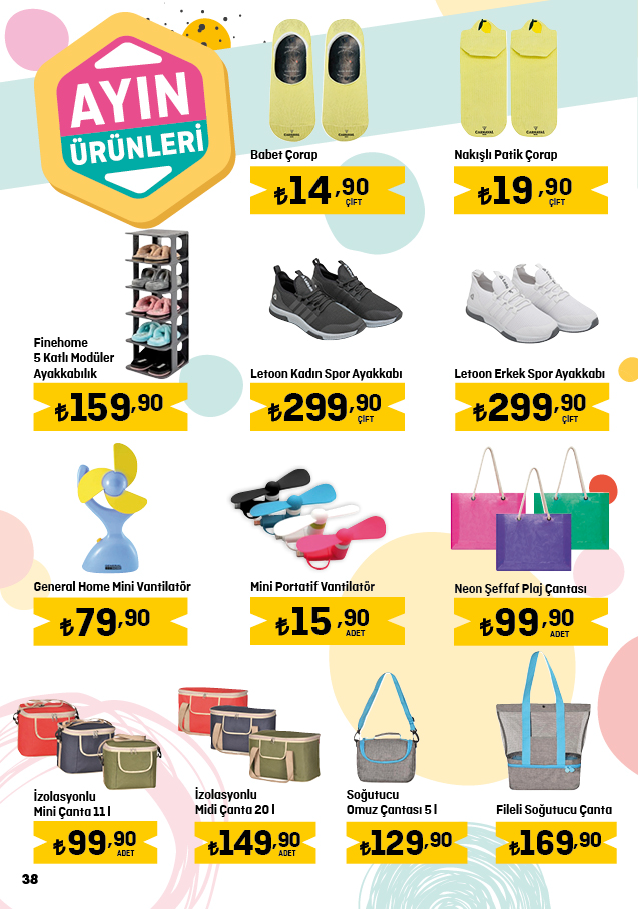 AYIN
ÜRÜNLERİ
Babet Çorap
₺14,90
ÇİFT
Nakışlı Patik Çorap
₺19,90
ÇİFT
Finehome
5 Katlı Modüler
Ayakkabılık
₺159,90
Letoon Kadın Spor Ayakkabı
₺299,90
ÇİFT
Letoon Erkek Spor Ayakkabı
₺299,90
ÇİFT
General Home Mini Vantilatör
₺79,90
Mini Portatif Vantilatör
₺15,90
ADET
Neon Şeffaf Plaj Çantası
₺99,90
ADET
İzolasyonlu
Mini Çanta 11 l
₺99,90
ADET
İzolasyonlu
Midi Çanta 20 l
₺149,90
ADET
Soğutucu
Omuz Çantası 5 l
₺129,90
Fileli Soğutucu Çanta
₺169,90
38